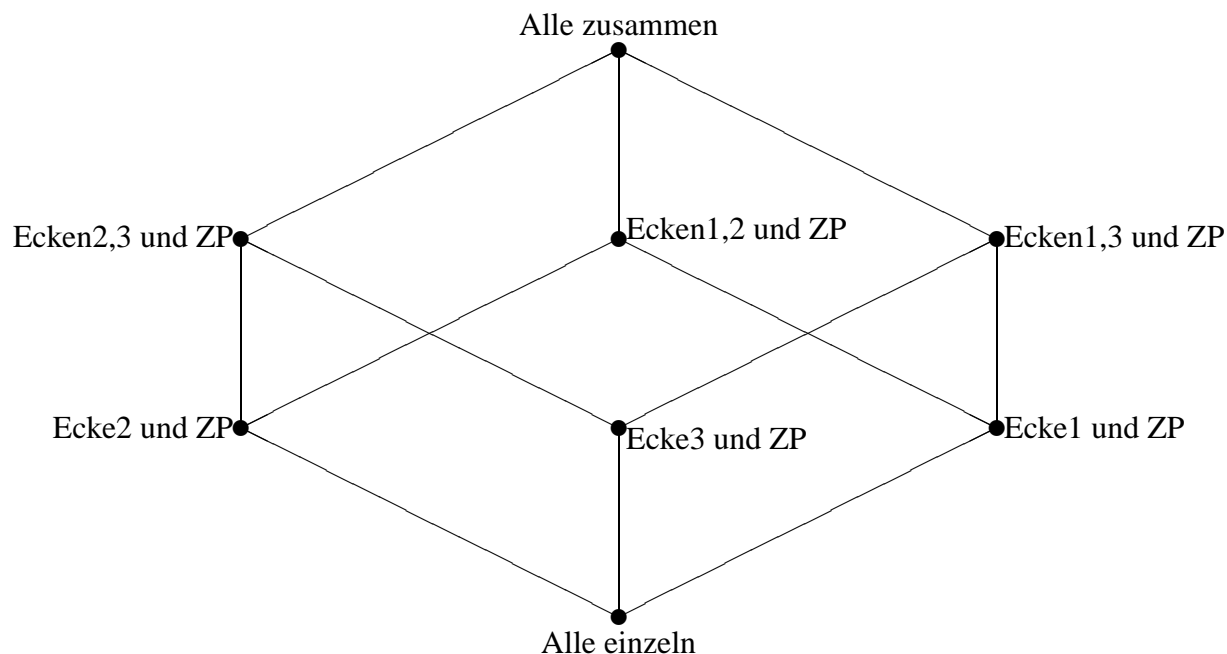 Alle zusammen
Ecken2,3 und ZP
Ecken1,2 und ZP
Ecken1,3 und ZP
Ecke2 und ZP
Ecke3 und ZP
Ecke1 und ZP
Alle einzeln